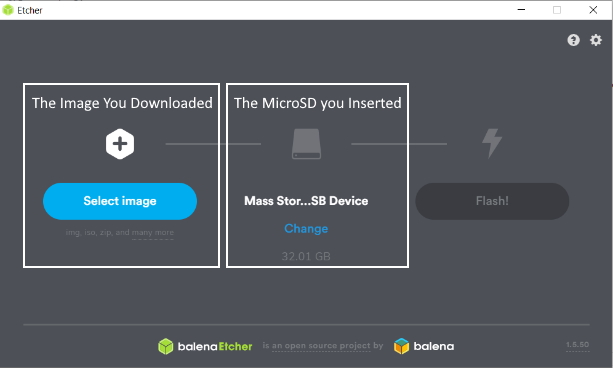 Etcher
The Image You Downloaded
The MicroSD you Inserted
Select image
Mass Stor...SB Device
Flash!
img, iso, zip, and many more
Change
32.01 GB
balenaEtcher is an open source project by balena
1.5.50